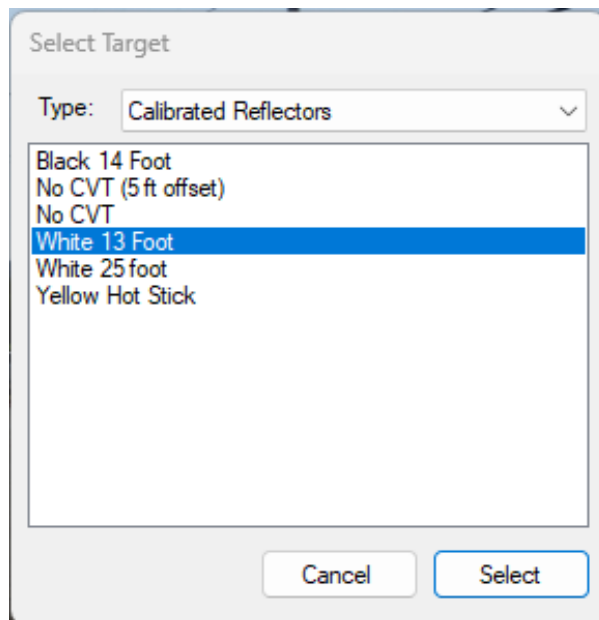 Select Target
Type: Calibrated Reflectors
Black 14 Foot
No CVT (5 ft offset)
No CVT
White 13 Foot
White 25 foot
Yellow Hot Stick
Cancel Select